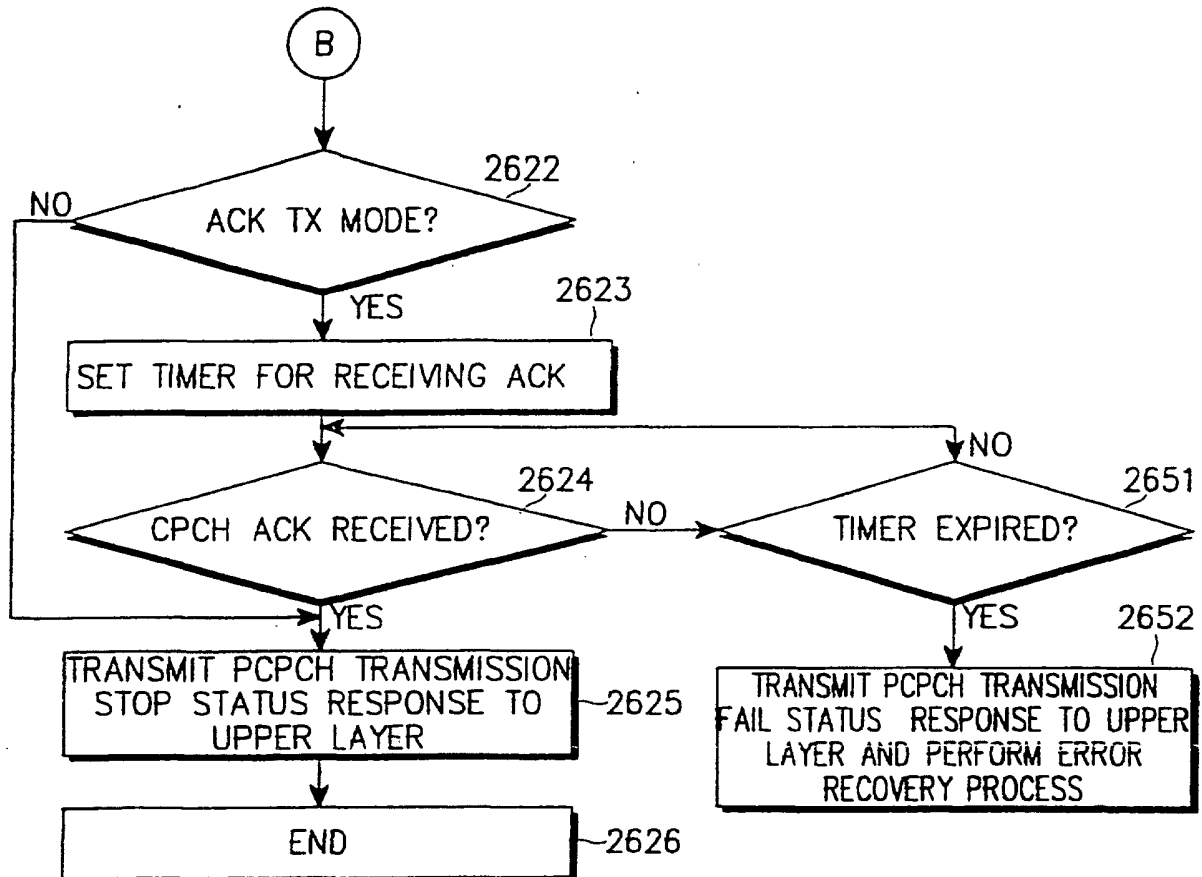 B
2622
NO
ACK TX MODE?
YES
2623
SET TIMER FOR RECEIVING ACK
NO
2624
2651
CPCH ACK RECEIVED?
NO
TIMER EXPIRED?
YES
YES
2652
TRANSMIT PCPCH TRANSMISSION
STOP STATUS RESPONSE TO
UPPER LAYER
2625
TRANSMIT PCPCH TRANSMISSION
FAIL STATUS RESPONSE TO UPPER
LAYER AND PERFORM ERROR
RECOVERY PROCESS
END
2626